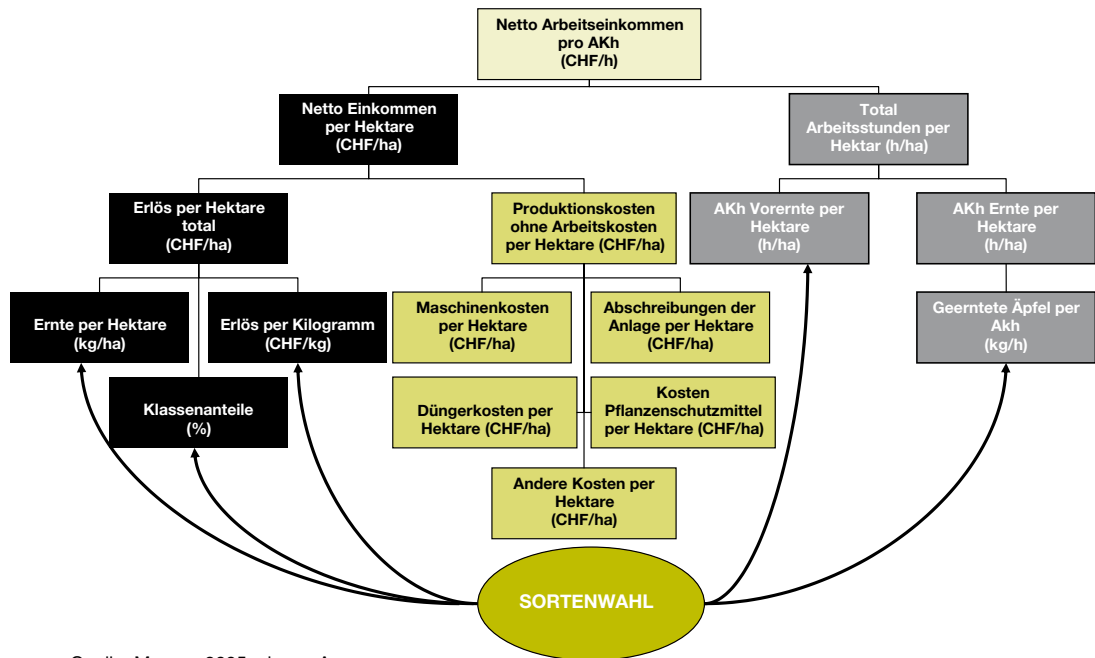 Netto Arbeitseinkommen
pro AKh
(CHF/h)
Netto Einkommen
per Hektare
(CHF/ha)
Total
Arbeitsstunden per
Hektar (h/ha)
Erlös per Hektare
total
(CHF/ha)
Produktionskosten
ohne Arbeitskosten
per Hektare (CHF/ha)
AKh Vorernte per
Hektare
(h/ha)
AKh Ernte per
Hektare
(h/ha)
Ernte per Hektare
(kg/ha)
Erlös per Kilogramm
(CHF/kg)
Maschinenkosten
per Hektare
(CHF/ha)
Abschreibungen der
Anlage per Hektare
(CHF/ha)
Geerntete Äpfel per
Akh
(kg/h)
Klassenanteile
(%)
Düngerkosten per
Hektare (CHF/ha)
Kosten
Pflanzenschutzmittel
per Hektare (CHF/ha)
Andere Kosten per
Hektare
(CHF/ha)
SORTENWAHL